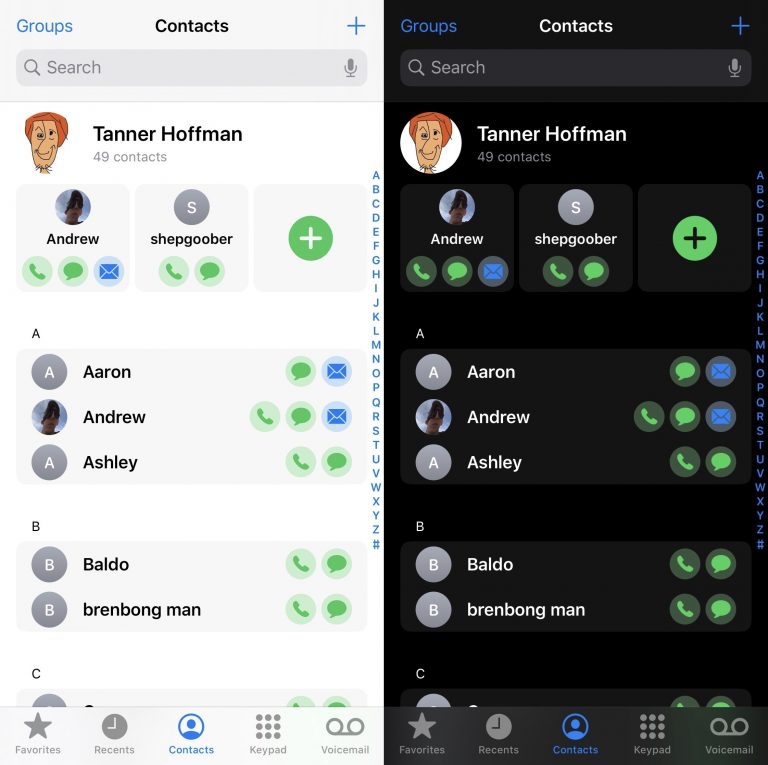 Groups Contacts +
Search
Tanner Hoffman
49 contacts
Andrew
S
shepgoober
A
A Aaron
Andrew
A Ashley
B
B Baldo
B brenbong man
C
A
B
C
D
E
F
G
H
I
J
K
L
M
N
O
P
Q
R
S
T
U
V
W
X
Y
Z
#
Favorites Recents Contacts Keypad Voicemail
Groups Contacts +
Search
Tanner Hoffman
49 contacts
Andrew
S
shepgoober
A
A Aaron
Andrew
A Ashley
B
B Baldo
B brenbong man
C
A
B
C
D
E
F
G
H
I
J
K
L
M
N
O
P
Q
R
S
T
U
V
W
X
Y
Z
#
Favorites Recents Contacts Keypad Voicemail